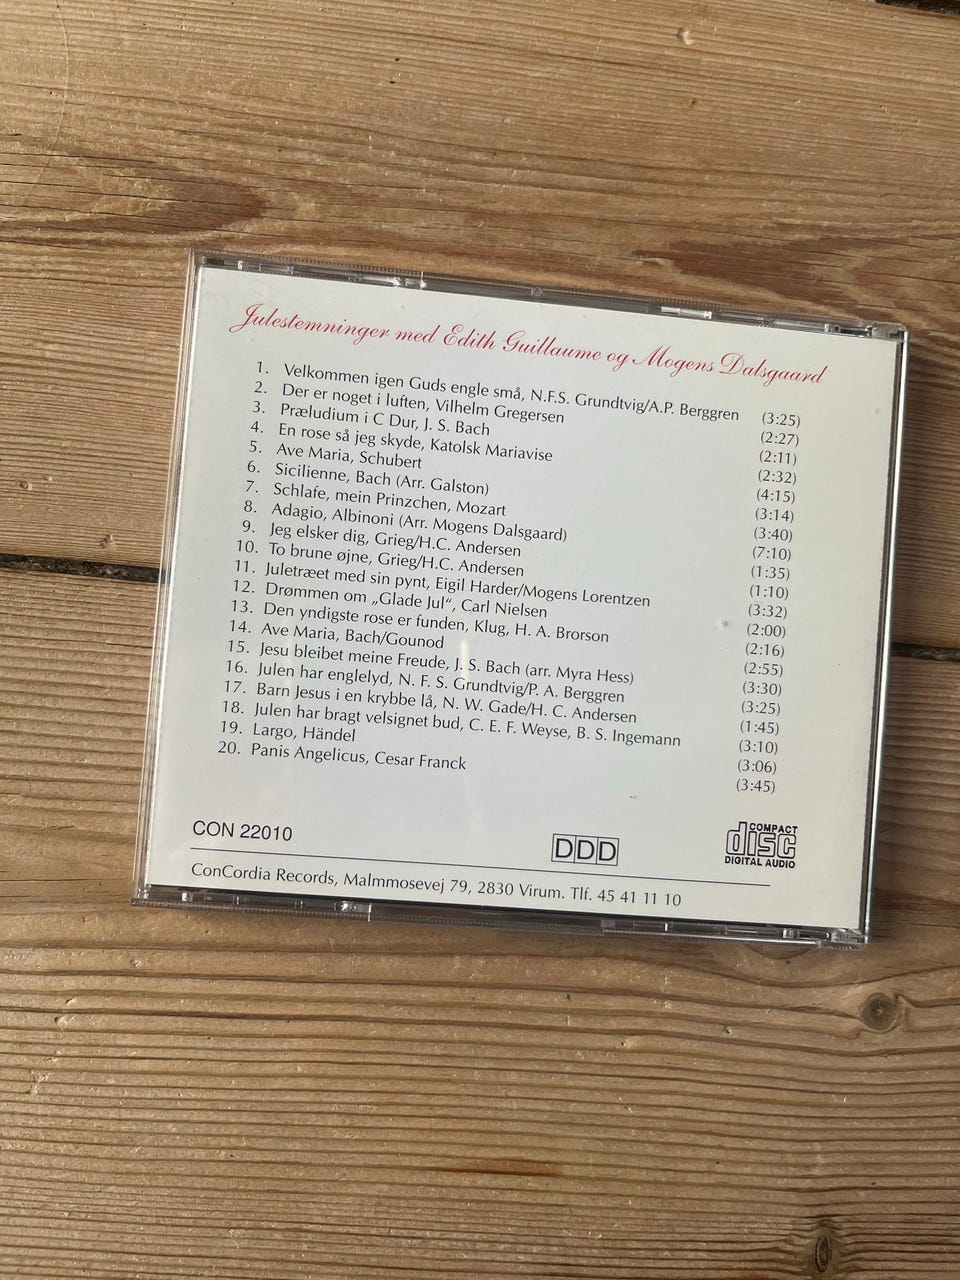 Julestemninger med Edith Guillaume og Mogens Dalsgaard
1. Velkommen igen Guds engle små, N.F.S. Grundtvig/A.P. Berggren (3:25)
2. Der er noget i luften, Vilhelm Gregersen (2:27)
3. Præludium i C Dur, J. S. Bach (2:11)
4. En rose så jeg skyde, Katolsk Mariavise (2:32)
5. Ave Maria, Schubert (4:15)
6. Sicilienne, Bach (Arr. Galston) (3:14)
7. Schlafe, mein Prinzchen, Mozart (3:40)
8. Adagio, Albinoni (Arr. Mogens Dalsgaard) (7:10)
9. Jeg elsker dig, Grieg/H.C. Andersen (1:35)
10. To brune øjne, Grieg/H.C. Andersen (1:10)
11. Juletræet med sin pynt, Eigil Harder/Mogens Lorentzen (3:32)
12. Drømmen om „Glade Jul“, Carl Nielsen (2:00)
13. Den yndigste rose er funden, Klug, H. A. Brorson (2:16)
14. Ave Maria, Bach/Gounod (2:55)
15. Jesu bleibet meine Freude, J. S. Bach (arr. Myra Hess) (3:30)
16. Julen har englelyd, N. F. S. Grundtvig/P. A. Berggren (3:25)
17. Barn Jesus i en krybbe lå, N. W. Gade/H. C. Andersen (1:45)
18. Julen har bragt velsignet bud, C. E. F. Weyse, B. S. Ingemann (3:10)
19. Largo, Händel (3:06)
20. Panis Angelicus, Cesar Franck (3:45)
CON 22010
DDD
COMPACT
disc
DIGITAL AUDIO
ConCordia Records, Malmmosevej 79, 2830 Virum. Tlf. 45 41 11 10